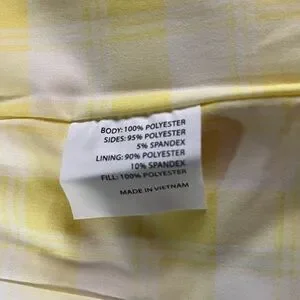 BODY: 100% POLYESTER
SIDES: 95% POLYESTER
5% SPANDEX
LINING: 90% POLYESTER
10% SPANDEX
FILL: 100% POLYESTER
MADE IN VIETNAM